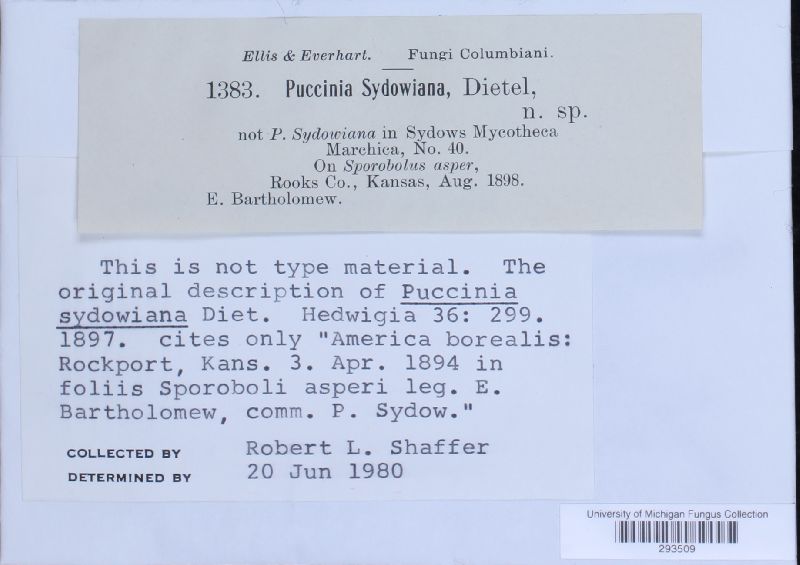 Ellis & Everhart. Fungi Columbiani.
1383. Puccinia Sydowiana, Dietel,
n. sp.
not P. Sydowiana in Sydows Mycotheca
Marchica, No. 40.
On Sporobolus asper,
Rooks Co., Kansas, Aug. 1898.
E. Bartholomew.
This is not type material. The
original description of Puccinia
sydowiana Diet. Hedwigia 36: 299.
1897. cites only "America borealis:
Rockport, Kans. 3. Apr. 1894 in
foliis Sporoboli asperi leg. E.
Bartholomew, comm. P. Sydow."
COLLECTED BY Robert L. Shaffer
DETERMINED BY 20 Jun 1980
University of Michigan Fungus Collection
293509